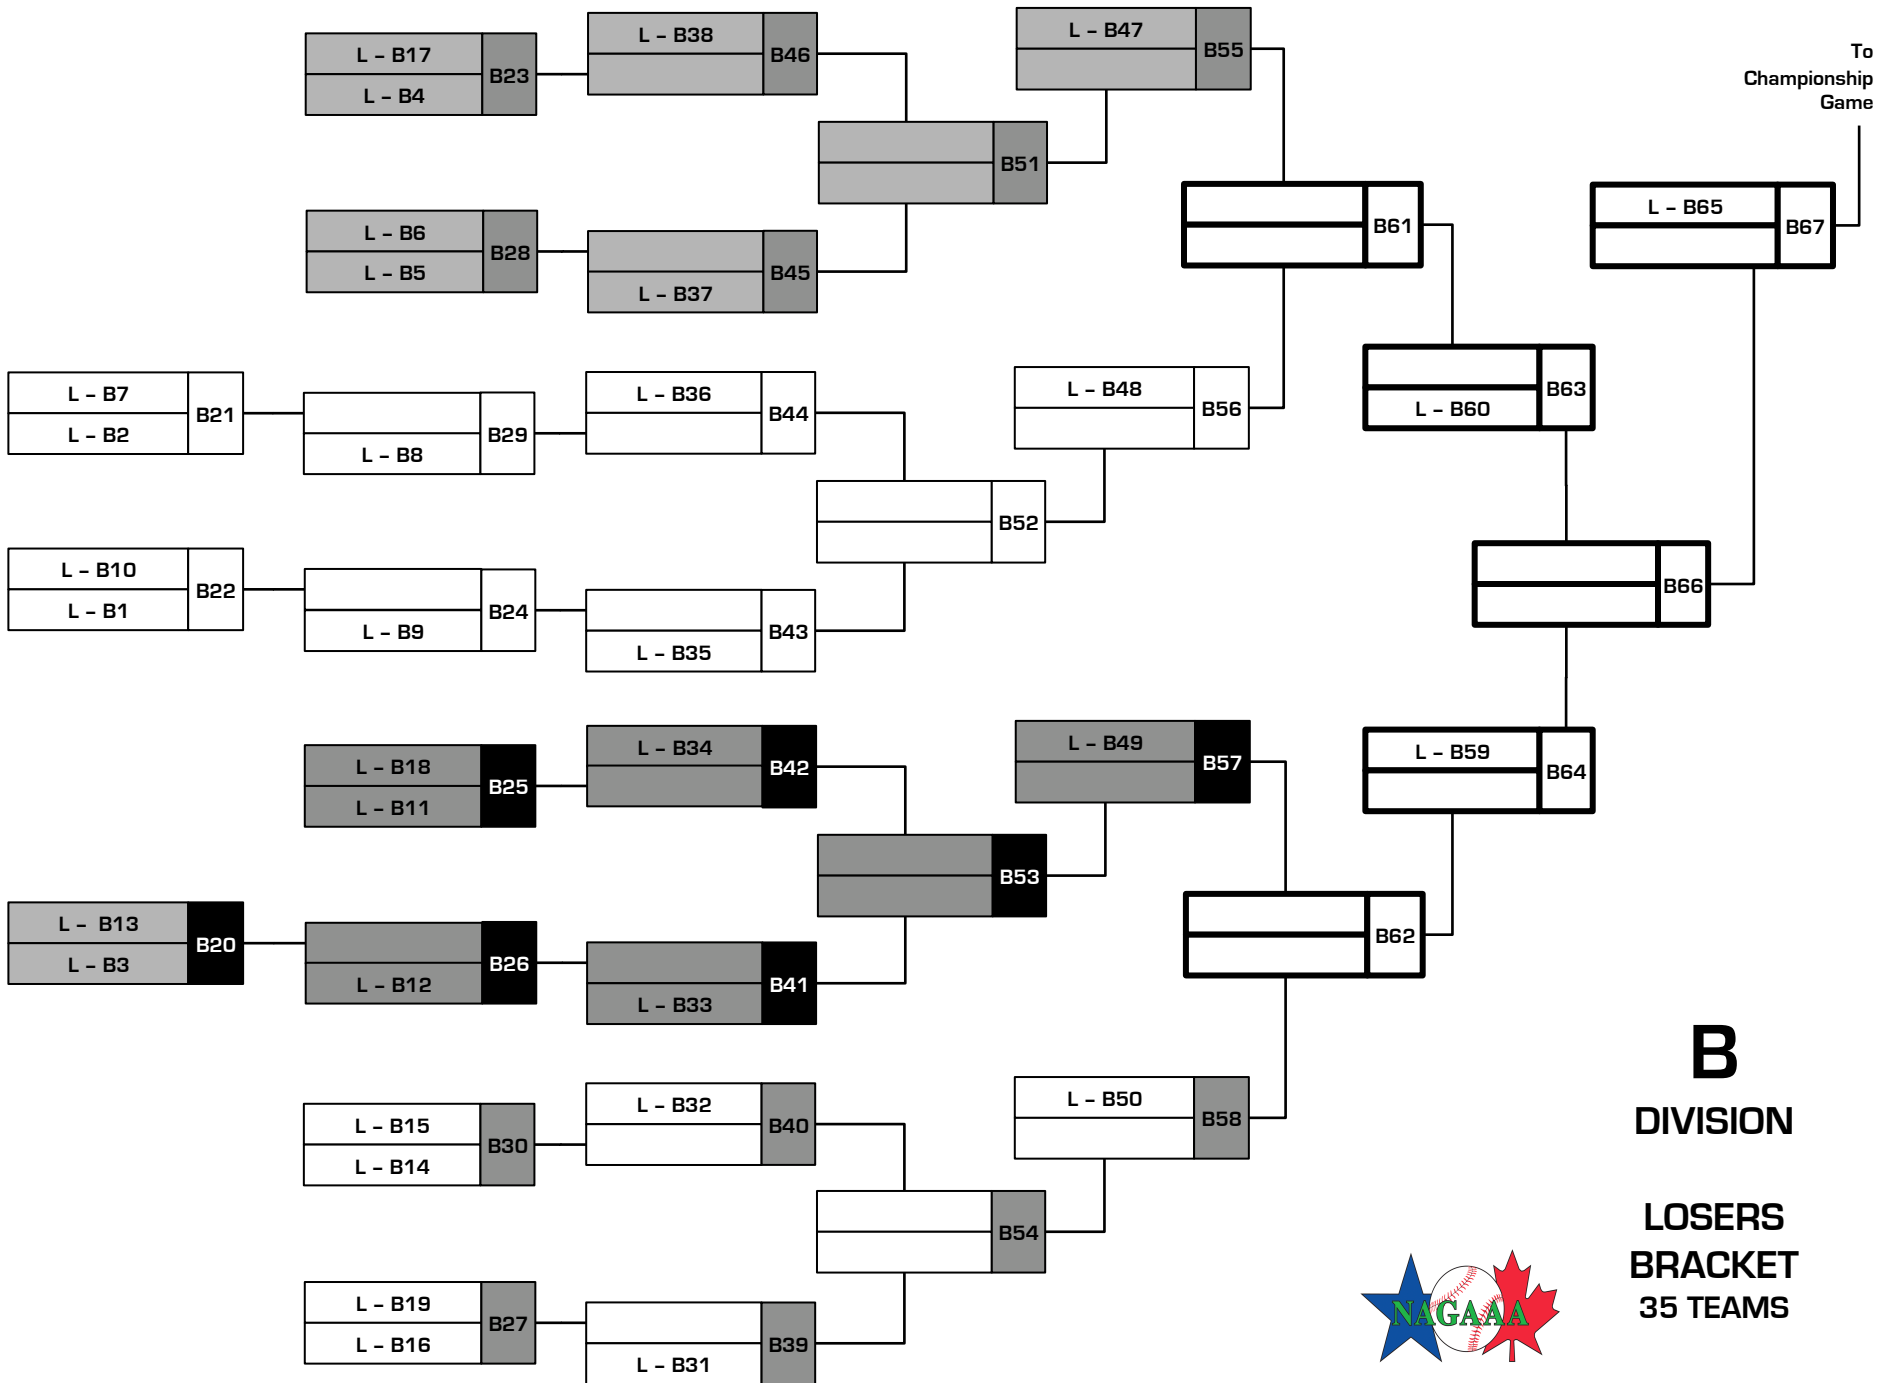 L – B17
B23
L – B4
L – B38
B46
L – B47
B55
To
Championship
Game
B51
L – B6
B28
L – B5
B45
L – B37
B61
L – B65
B67
L – B7
B21
L – B2
B29
L – B8
L – B36
B44
L – B48
B56
B63
L – B60
B52
L – B10
B22
L – B1
B24
L – B9
B43
L – B35
B66
L – B18
B25
L – B11
L – B34
B42
L – B49
B57
L – B59
B64
B53
L – B13
B20
L – B3
B26
L – B12
B41
L – B33
B62
L – B15
B30
L – B14
L – B32
B40
L – B50
B58
B54
L – B19
B27
L – B16
B39
L – B31
B
DIVISION
LOSERS
BRACKET
35 TEAMS
NAGAAA